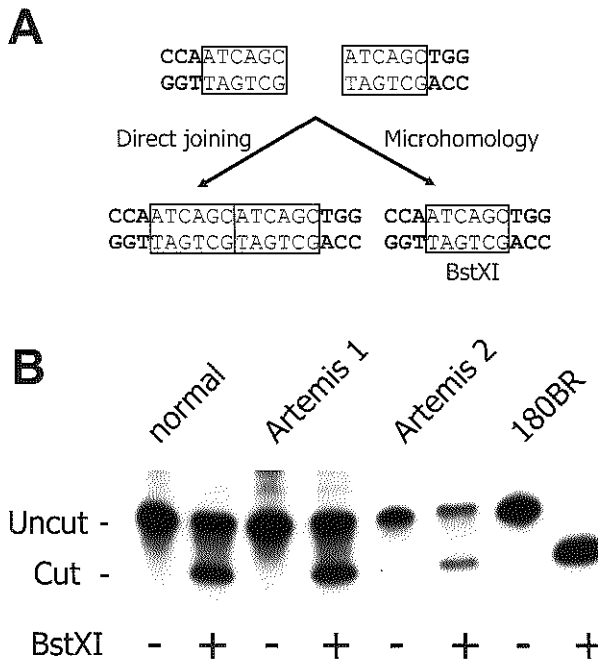 A
CCAATCAGC ATCAGCTGG
GGTTAGTCG TAGTCGACC
Direct joining Microhomology
CCAATCAGCATCAGCTGG CCAATCAGCTGG
GGTTAGTCGTAGTCGACC GGTTAGTCGACC
BstXI
B
normal Artemis 1 Artemis 2 180BR
Uncut -
Cut -
BstXI - + - + - + - +